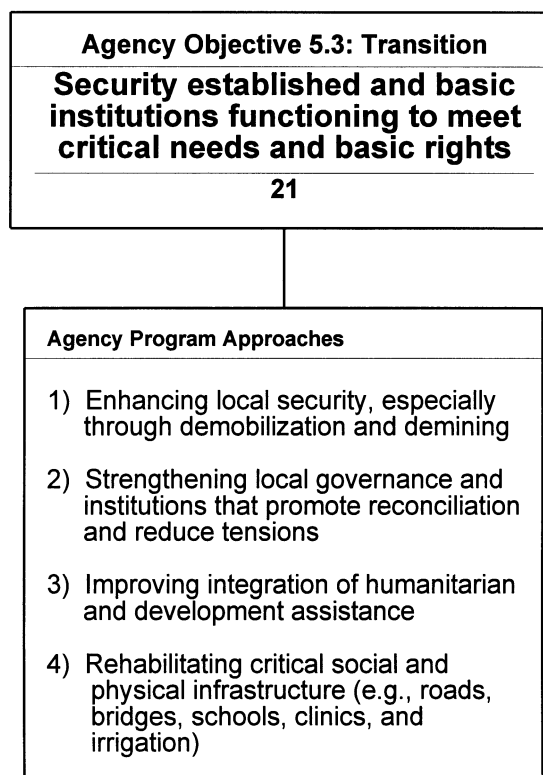 Agency Objective 5.3: Transition
Security established and basic
institutions functioning to meet
critical needs and basic rights
21
Agency Program Approaches
1) Enhancing local security, especially
through demobilization and demining
2) Strengthening local governance and
institutions that promote reconciliation
and reduce tensions
3) Improving integration of humanitarian
and development assistance
4) Rehabilitating critical social and
physical infrastructure (e.g., roads,
bridges, schools, clinics, and
irrigation)